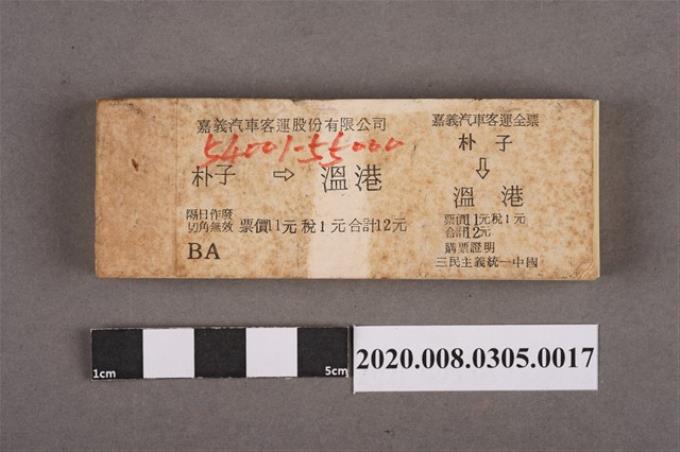 嘉義汽車客運股份有限公司
54001-55000
朴子 ⇨ 溫港
隔日作廢
切角無效
票價11元 稅1元 合計12元
BA
嘉義汽車客運全票
朴子
⇩
溫港
票價11元稅1元
合計12元
購票證明
三民主義統一中國
1cm
5cm
2020.008.0305.0017